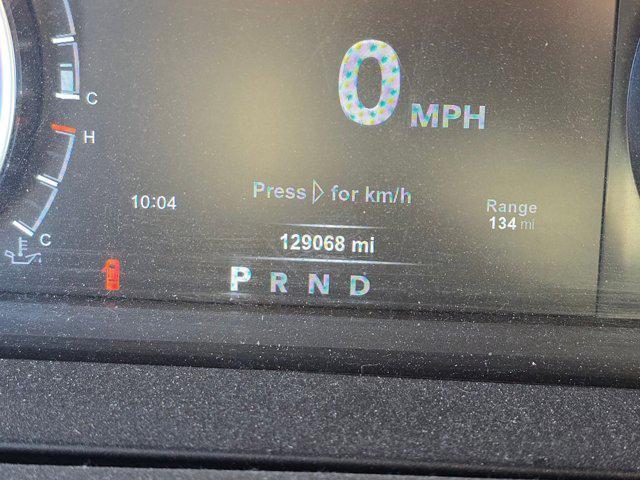 0 MPH
C
H
Press ▷ for km/h
10:04
Range
134 mi
C
129068 mi
P R N D